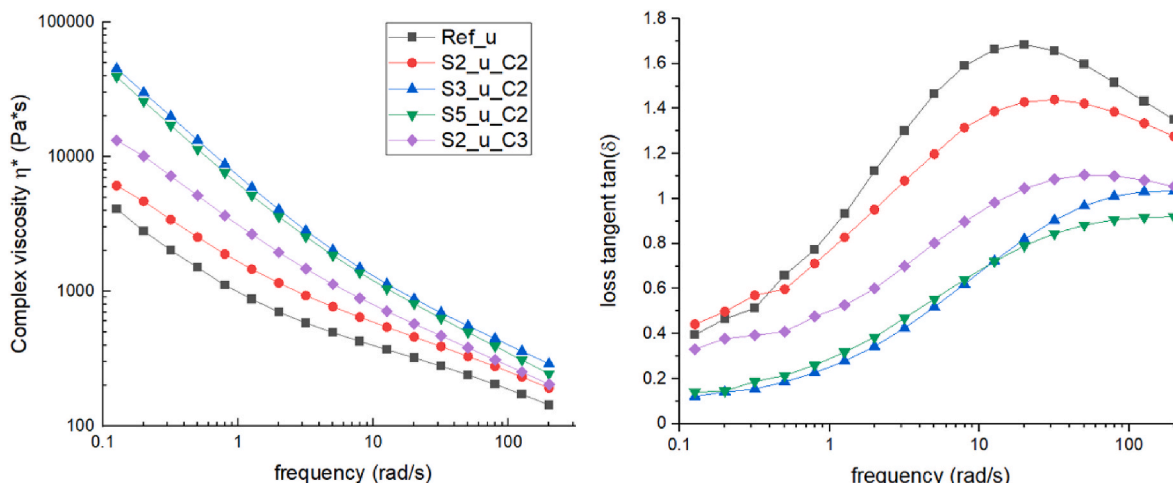 Complex viscosity η* (Pa*s)
100000
10000
1000
100
0.1
1
10
100
frequency (rad/s)
Ref_u
S2_u_C2
S3_u_C2
S5_u_C2
S2_u_C3
loss tangent tan(δ)
1.8
1.6
1.4
1.2
1
0.8
0.6
0.4
0.2
0
0.1
1
10
100
frequency (rad/s)